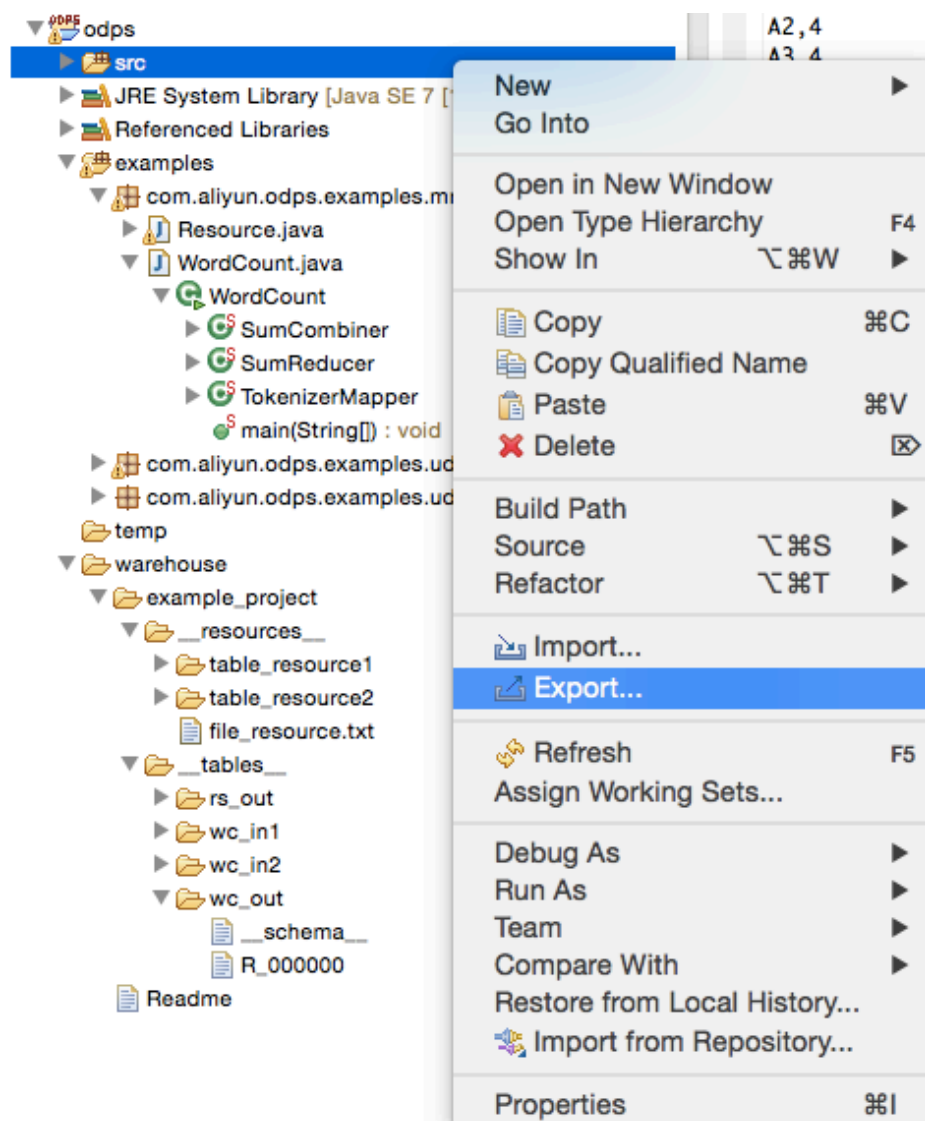 odps
src
JRE System Library [Java SE 7 [
Referenced Libraries
examples
com.aliyun.odps.examples.mr
Resource.java
WordCount.java
WordCount
SumCombiner
SumReducer
TokenizerMapper
main(String[]) : void
com.aliyun.odps.examples.ud
com.aliyun.odps.examples.ud
temp
warehouse
example_project
__resources__
table_resource1
table_resource2
file_resource.txt
__tables__
rs_out
wc_in1
wc_in2
wc_out
__schema__
R_000000
Readme
A2,4
A3,4
New
Go Into
Open in New Window
Open Type Hierarchy F4
Show In ⌥⌘W
Copy ⌘C
Copy Qualified Name
Paste ⌘V
Delete ⌦
Build Path
Source ⌥⌘S
Refactor ⌥⌘T
Import...
Export...
Refresh F5
Assign Working Sets...
Debug As
Run As
Team
Compare With
Restore from Local History...
Import from Repository...
Properties ⌘I